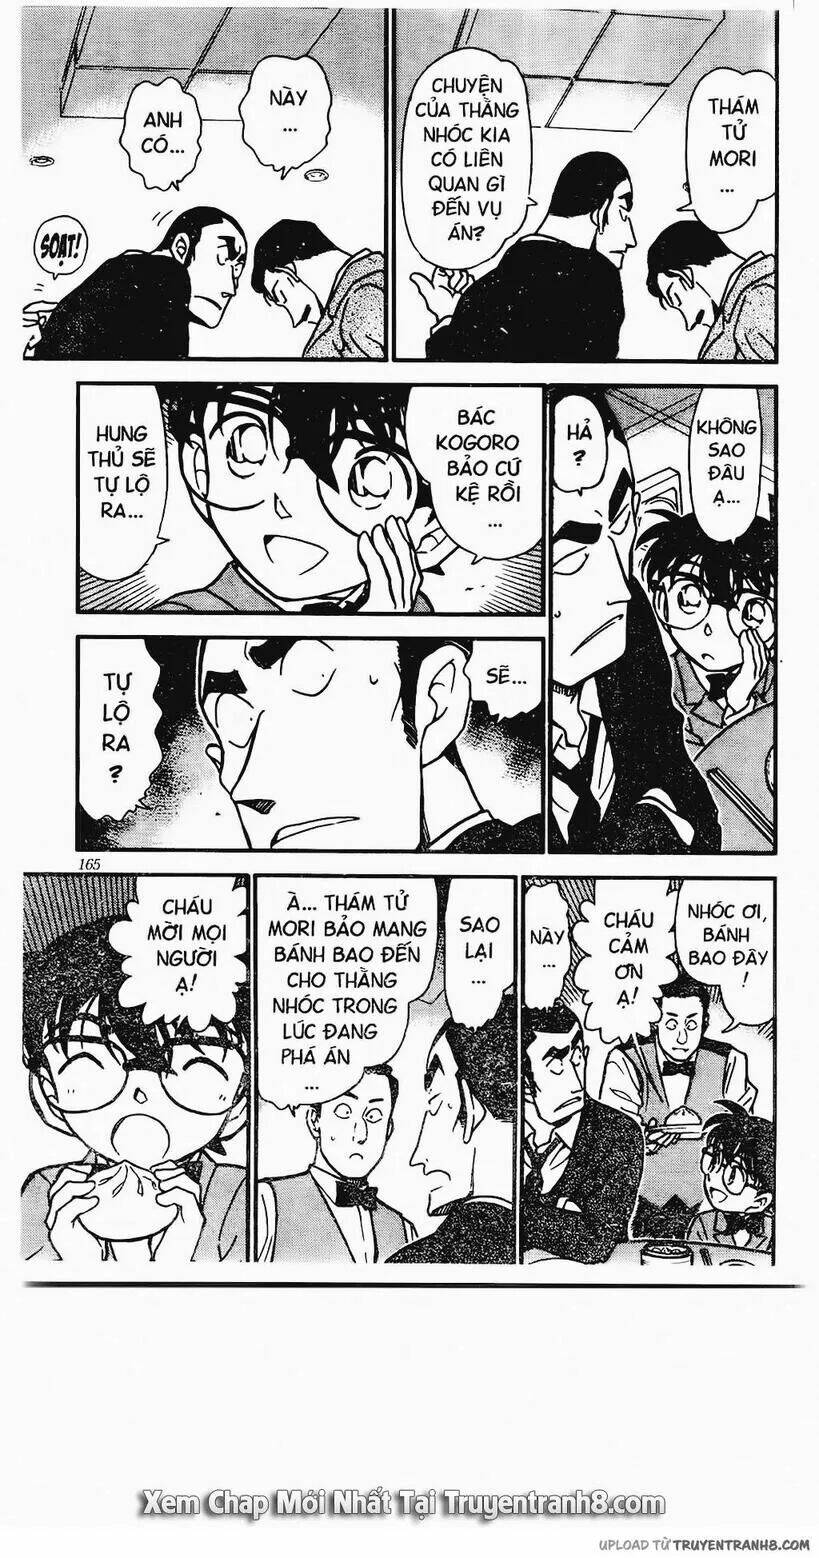 THÁM
TỬ
MORI
...
CHUYỆN
CỦA THẰNG
NHÓC KIA
CÓ LIÊN
QUAN GÌ
ĐẾN VỤ
ÁN?
NÀY
...
ANH
CÓ...
SOẠT!
KHÔNG
SAO
ĐÂU
Ạ...
HẢ
?
BÁC
KOGORO
BẢO CỨ
KỆ RỒI
...
HUNG
THỦ SẼ
TỰ LỘ
RA...
SẼ...
TỰ
LỘ
RA
?
165
NHÓC ƠI,
BÁNH
BAO ĐÂY
!
CHÁU
CẢM
ƠN
Ạ!
NÀY
...
SAO
LẠI
...
À... THÁM TỬ
MORI BẢO MANG
BÁNH BAO ĐẾN
CHO THẰNG
NHÓC TRONG
LÚC ĐANG
PHÁ ÁN
...
CHÁU
MỜI MỌI
NGƯỜI
Ạ!
Xem Chap Mới Nhất Tại Truyentranh8.com
UPLOAD TỪ TRUYENTRANH8.COM